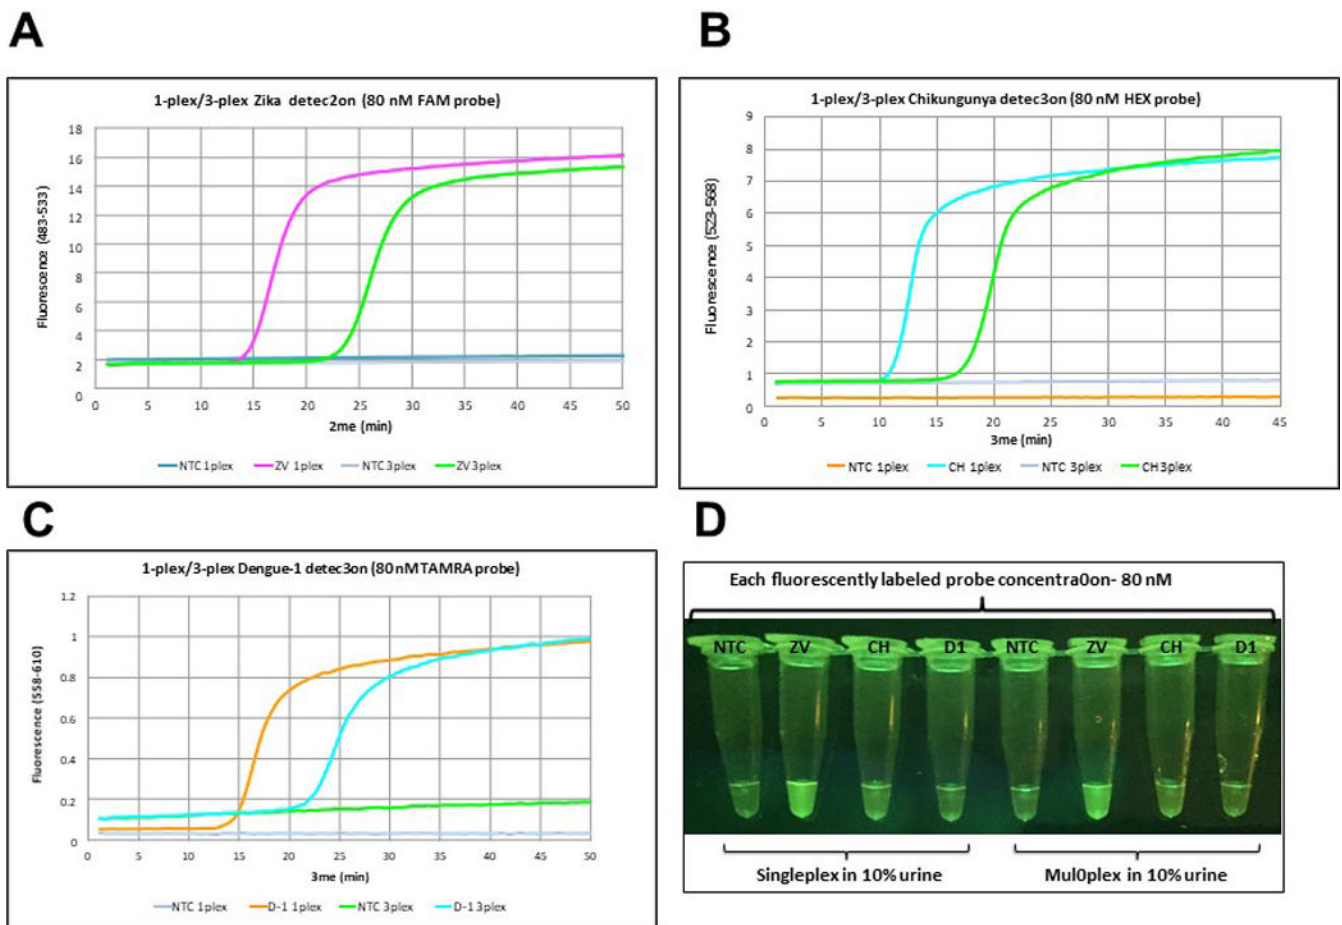 A
1-plex/3-plex Zika detec2on (80 nM FAM probe)
Fluorescence (483-533)
18
16
14
12
10
8
6
4
2
0
0 5 10 15 20 25 30 35 40 45 50
2me (min)
NTC 1plex ZV 1plex NTC 3plex ZV 3plex
B
1-plex/3-plex Chikungunya detec3on (80 nM HEX probe)
Fluorescence (523-568)
9
8
7
6
5
4
3
2
1
0
0 5 10 15 20 25 30 35 40 45
3me (min)
NTC 1plex CH 1plex NTC 3plex CH3plex
C
1-plex/3-plex Dengue-1 detec3on (80 nMTAMRA probe)
Fluorescence (558-610)
1.2
1
0.8
0.6
0.4
0.2
0
0 5 10 15 20 25 30 35 40 45 50
3me (min)
NTC 1plex D-1 1plex NTC 3plex D-1 3plex
D
Each fluorescently labeled probe concentra0on- 80 nM
NTC ZV CH D1 NTC ZV CH D1
Singleplex in 10% urine Mul0plex in 10% urine